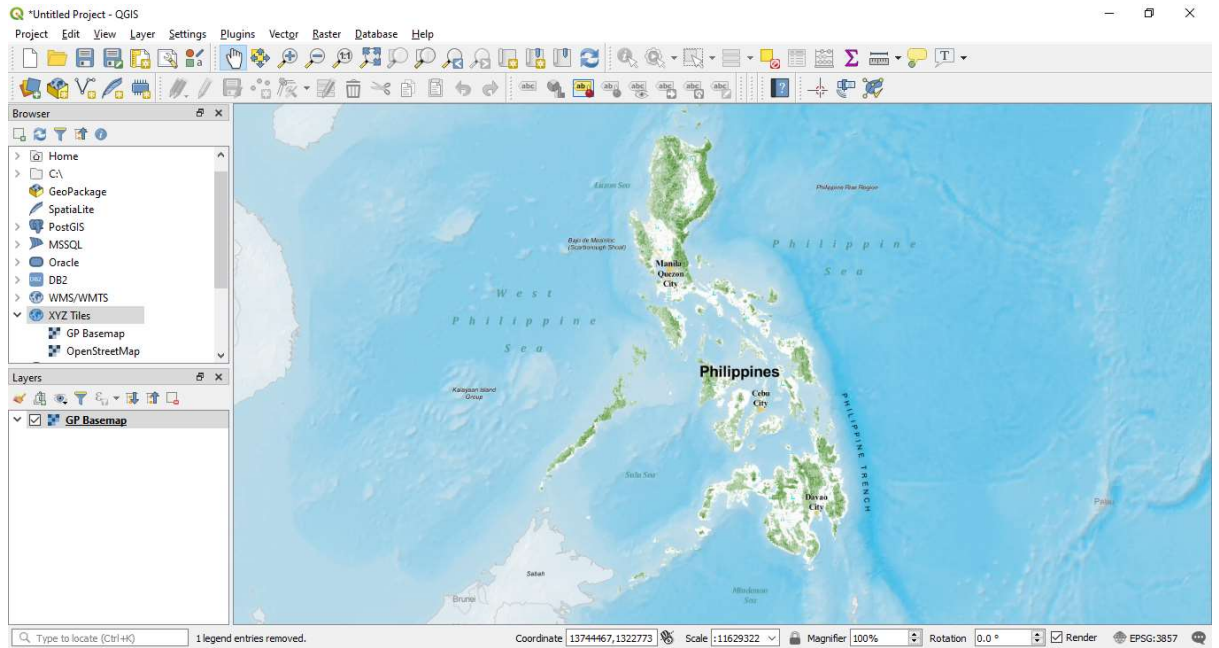 *Untitled Project - QGIS
Project Edit View Layer Settings Plugins Vector Raster Database Help
Browser
Home
C:\
GeoPackage
SpatiaLite
PostGIS
MSSQL
Oracle
DB2
WMS/WMTS
XYZ Tiles
GP Basemap
OpenStreetMap
Layers
GP Basemap
Luzon Sea
Philippine Rise Region
Bajo de Masinloc
(Scarborough Shoal)
Philippine
Sea
Manila
Quezon
City
West
Philippine
Sea
Philippines
Kalayaan Island
Group
Cebu
City
PHILIPPINE TRENCH
Sulu Sea
Davao
City
Palau
Sabah
Brunei
Mindanao
Sea
Type to locate (Ctrl+K) 1 legend entries removed. Coordinate 13744467,1322773 Scale :11629322 Magnifier 100% Rotation 0.0 ° Render EPSG:3857